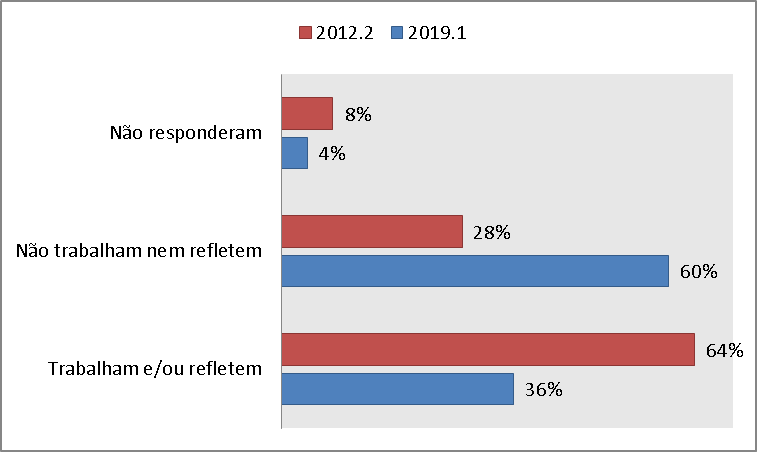 2012.2 2019.1
Não responderam
8%
4%
Não trabalham nem refletem
28%
60%
Trabalham e/ou refletem
64%
36%